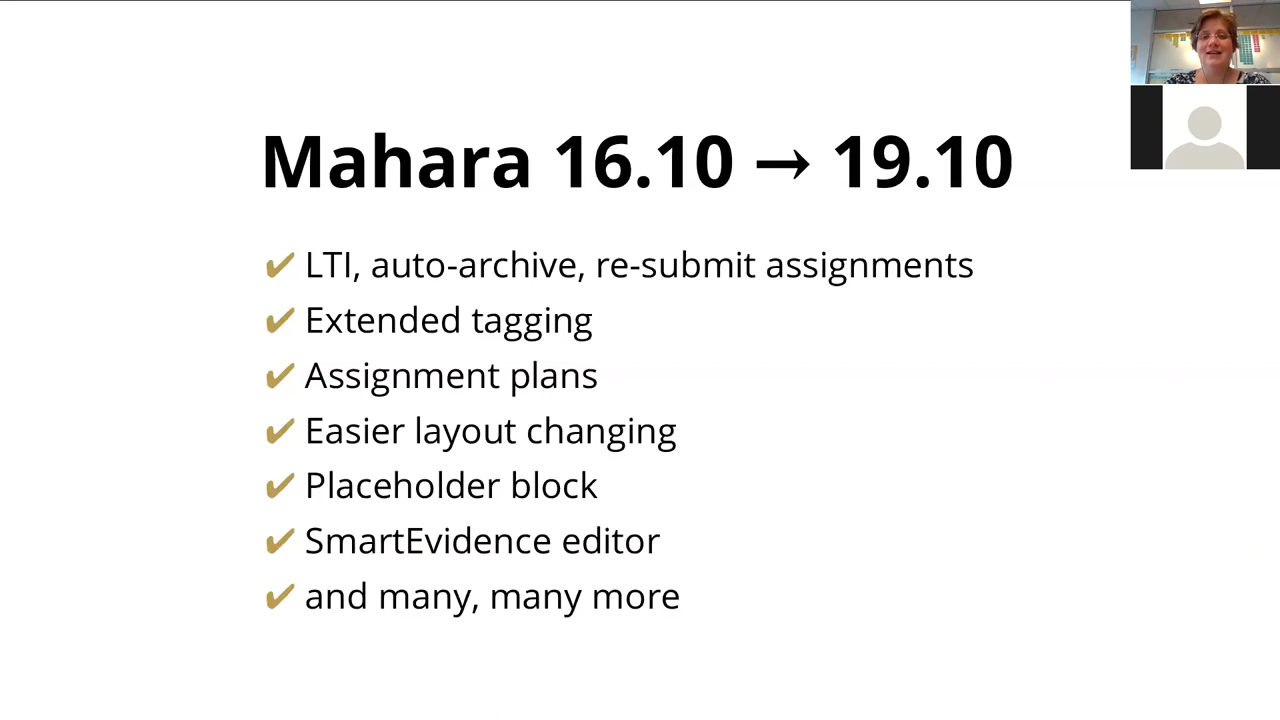 Mahara 16.10 → 19.10
✔ LTI, auto-archive, re-submit assignments
✔ Extended tagging
✔ Assignment plans
✔ Easier layout changing
✔ Placeholder block
✔ SmartEvidence editor
✔ and many, many more